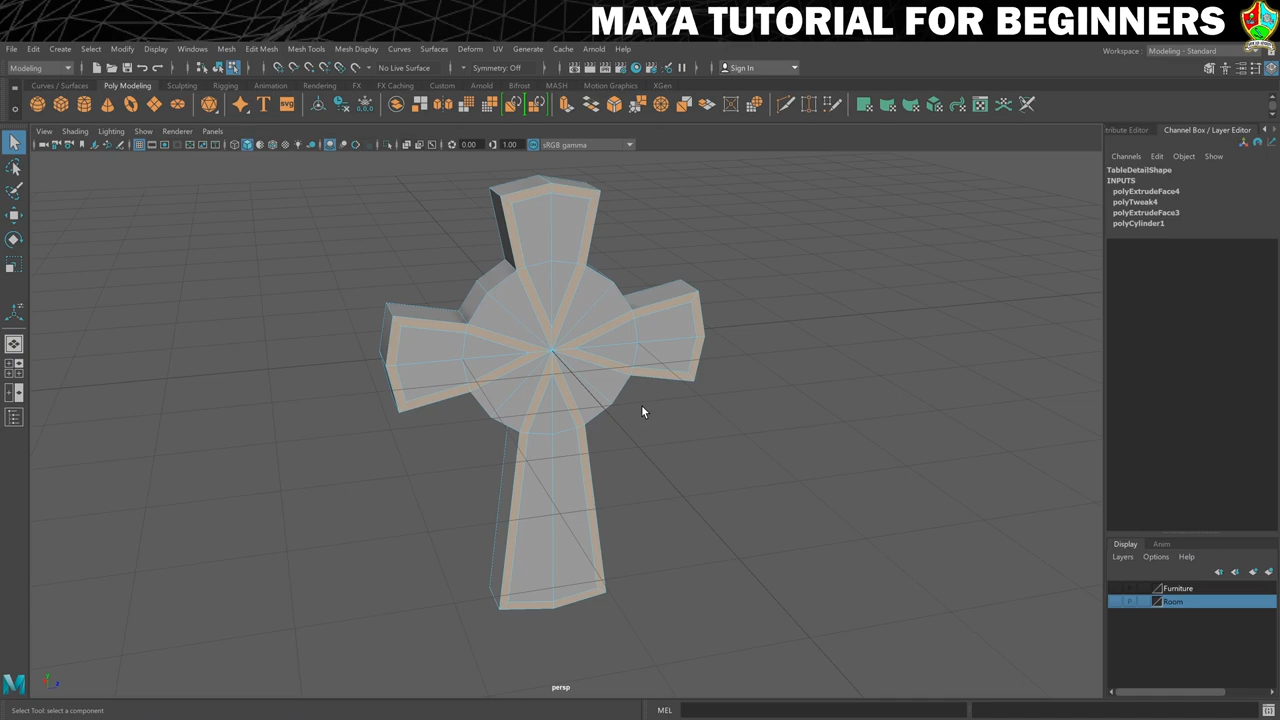 MAYA TUTORIAL FOR BEGINNERS
File Edit Create Select Modify Display Windows Mesh Edit Mesh Mesh Tools Mesh Display Curves Surfaces Deform UV Generate Cache Arnold Help
Workspace : Modeling - Standard
Modeling No Live Surface Symmetry: Off Sign In
Curves / Surfaces Poly Modeling Sculpting Rigging Animation Rendering FX FX Caching Custom Arnold Bifrost MASH Motion Graphics XGen
T SVG
View Shading Lighting Show Renderer Panels
tribute Editor Channel Box / Layer Editor
0.00 1.00 sRGB gamma
Channels Edit Object Show
TableDetailShape
INPUTS
polyExtrudeFace4
polyTweak4
polyExtrudeFace3
polyCylinder1
Display Anim
Layers Options Help
Furniture
P Room
persp
Select Tool: select a component
MEL